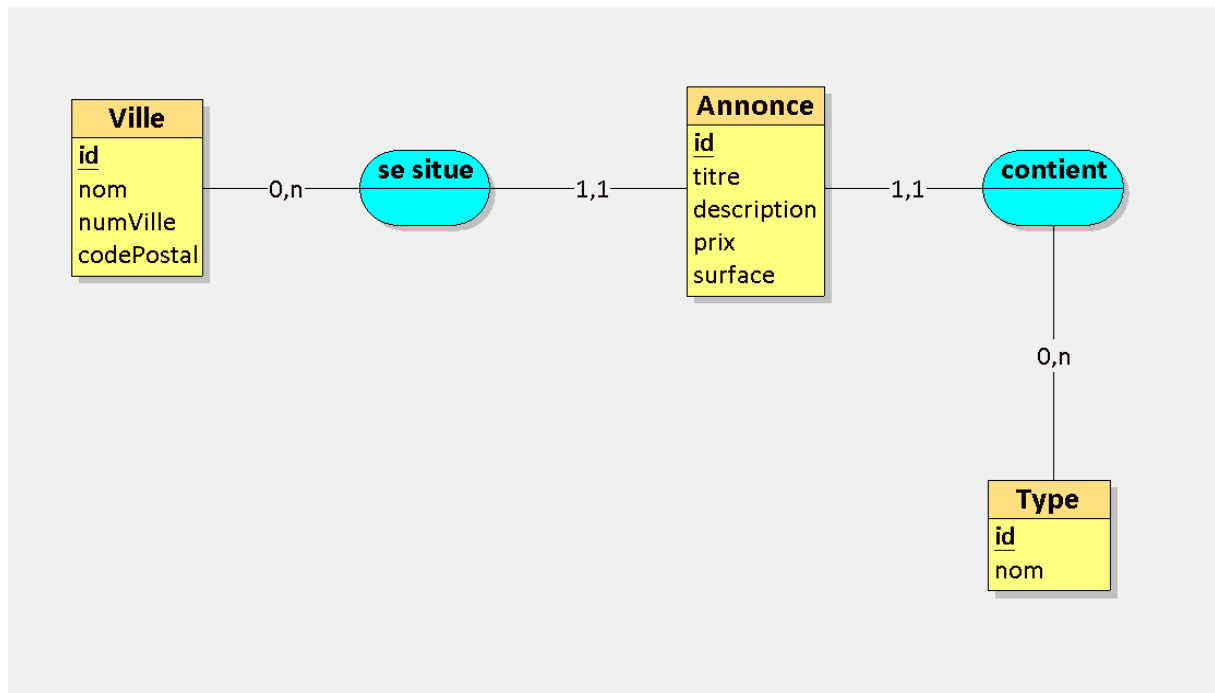 Ville
id
nom
numVille
codePostal
0,n
se situe
1,1
Annonce
id
titre
description
prix
surface
1,1
contient
0,n
Type
id
nom